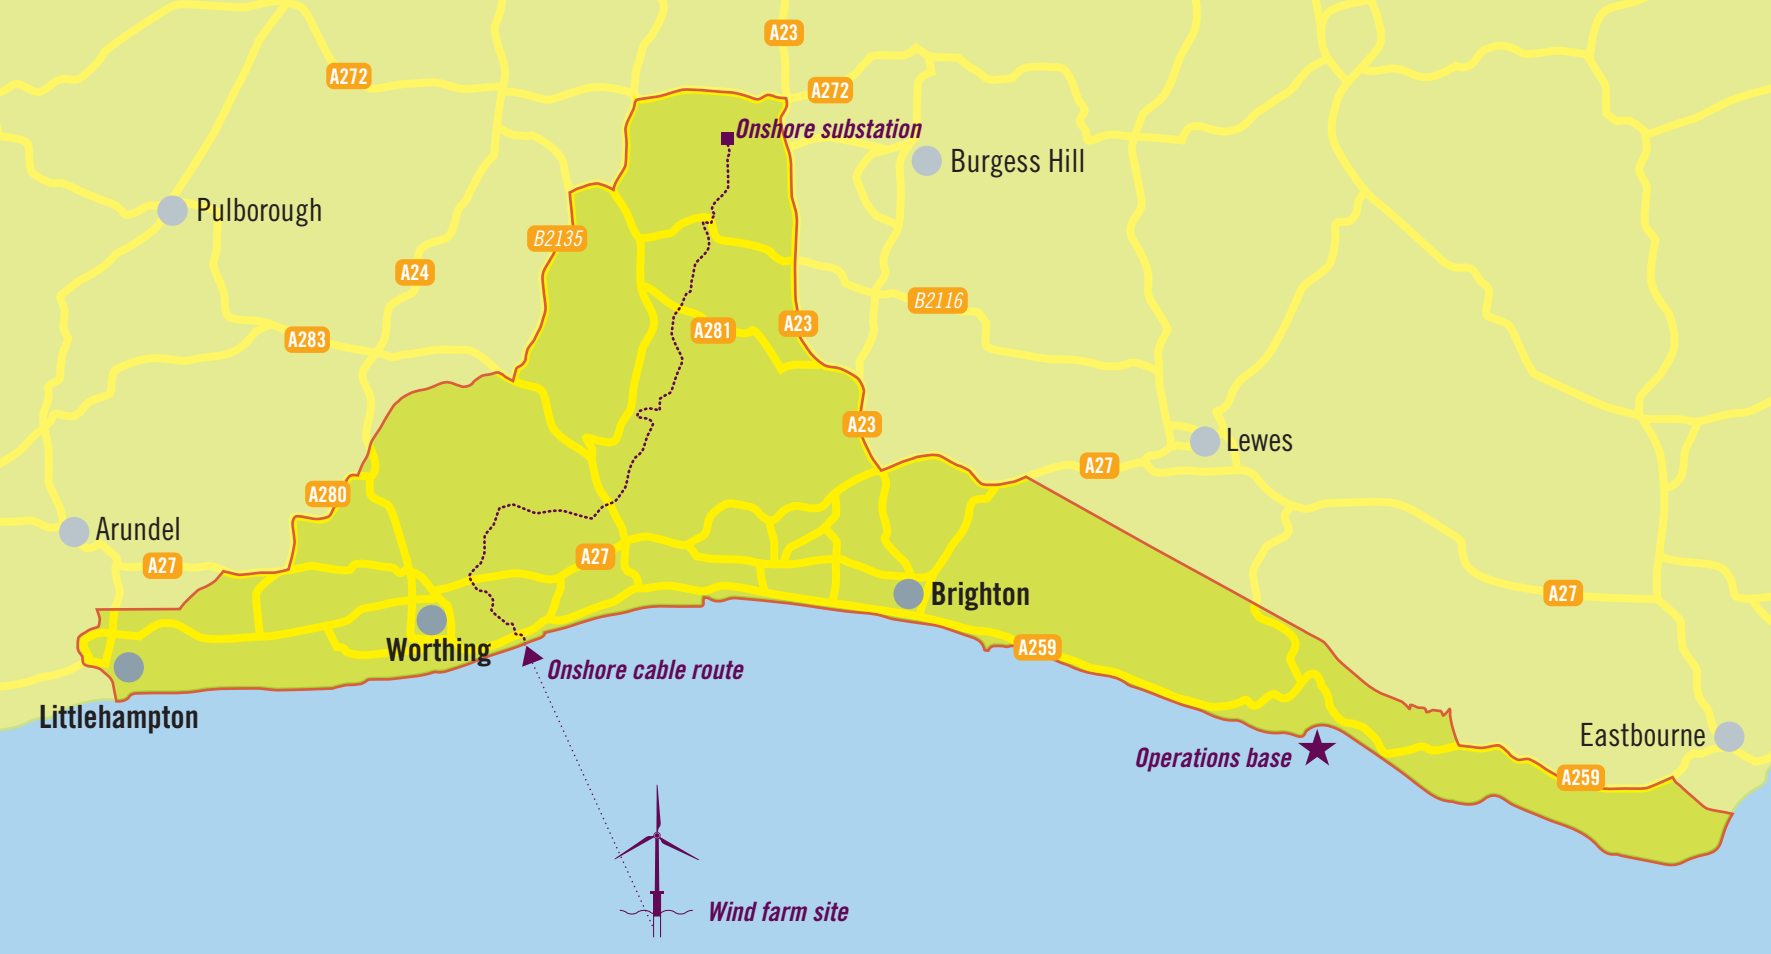 A23
A272
A272
Onshore substation
Burgess Hill
Pulborough
B2135
A24
B2116
A281
A23
A283
A23
Lewes
A27
A280
Arundel
A27
A27
Brighton
A27
Worthing
A259
Onshore cable route
Littlehampton
Eastbourne
Operations base
A259
Wind farm site